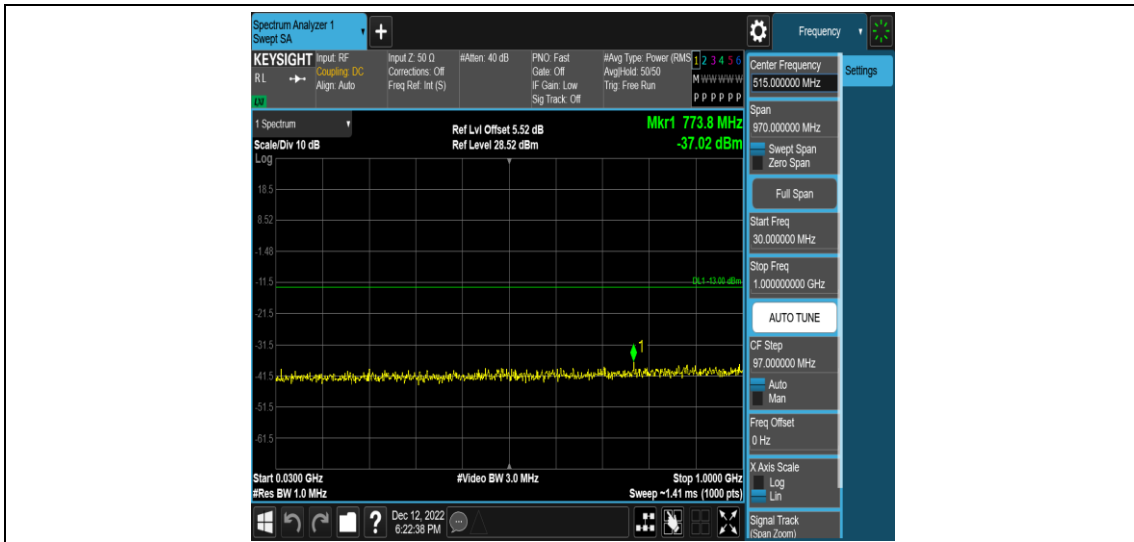 Spectrum Analyzer 1
Swept SA
+
Frequency
KEYSIGHT
RL
LXI
Input: RF
Coupling: DC
Align: Auto
Input Z: 50 Ω
Corrections: Off
Freq Ref: Int (S)
#Atten: 40 dB
PNO: Fast
Gate: Off
IF Gain: Low
Sig Track: Off
#Avg Type: Power (RMS
Avg|Hold: 50/50
Trig: Free Run
1 2 3 4 5 6
M W W W W W
P P P P P P
1 Spectrum
Scale/Div 10 dB
Ref Lvl Offset 5.52 dB
Ref Level 28.52 dBm
Mkr1 773.8 MHz
-37.02 dBm
Log
18.5
8.52
-1.48
-11.5
DL1 -13.00 dBm
-21.5
-31.5
1
-41.5
-51.5
-61.5
Start 0.0300 GHz
#Video BW 3.0 MHz
Stop 1.0000 GHz
#Res BW 1.0 MHz
Sweep ~1.41 ms (1000 pts)
Dec 12, 2022
6:22:38 PM
?
Center Frequency
515.000000 MHz
Settings
Span
970.000000 MHz
Swept Span
Zero Span
Full Span
Start Freq
30.000000 MHz
Stop Freq
1.000000000 GHz
AUTO TUNE
CF Step
97.000000 MHz
Auto
Man
Freq Offset
0 Hz
X Axis Scale
Log
Lin
Signal Track
(Span Zoom)